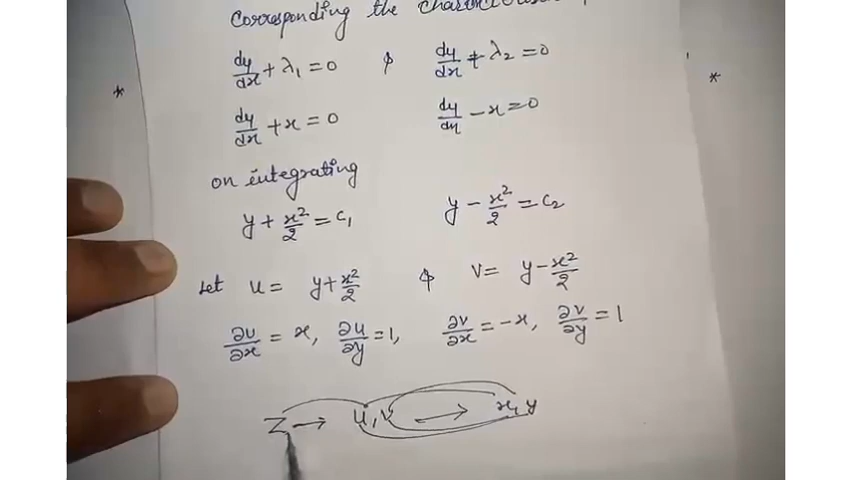 Corresponding the
dy/dx + λ₁ = 0 & dy/dx + λ₂ = 0
* *
dy/dx + x = 0 dy/dx - x = 0
on integrating
y + x²/2 = c₁ y - x²/2 = c₂
Let u = y + x²/2 & v = y - x²/2
∂u/∂x = x, ∂u/∂y = 1, ∂v/∂x = -x, ∂v/∂y = 1
Z → u, v → x, y